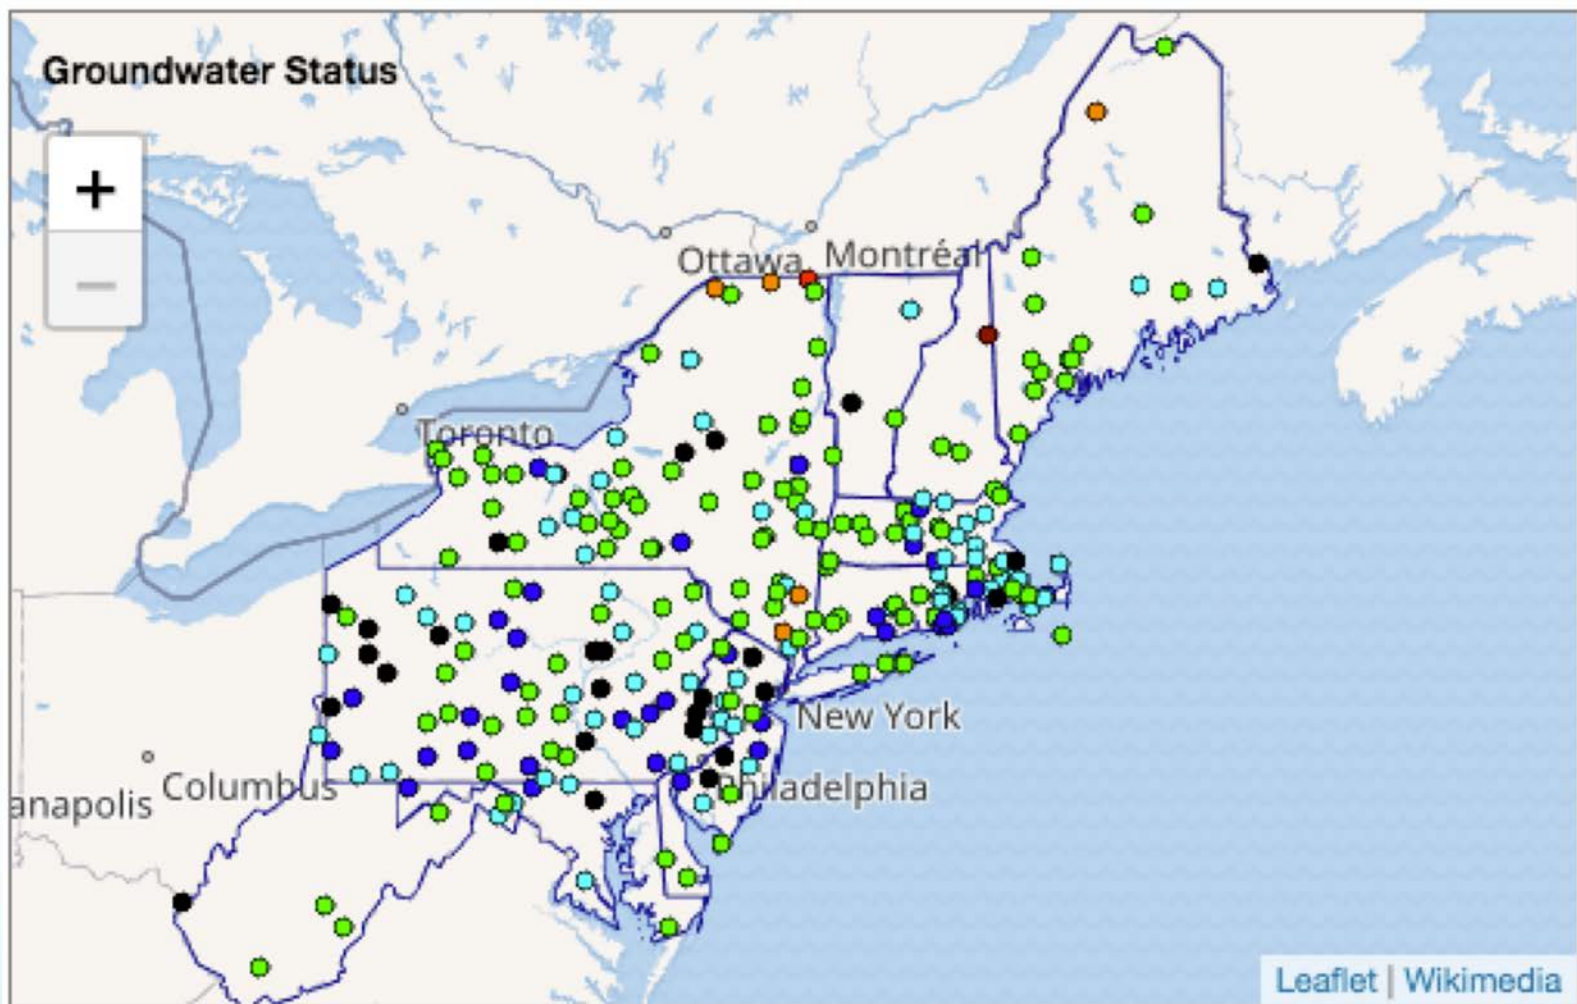 Groundwater Status
+
−
Ottawa
Montréal
Toronto
New York
Columbus
Philadelphia
anapolis
Leaflet | Wikimedia